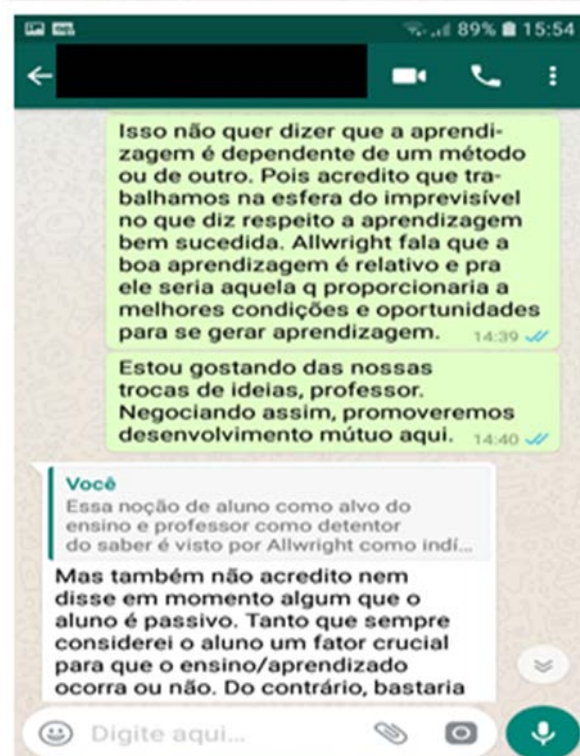 89% 15:54
Isso não quer dizer que a aprendi-
zagem é dependente de um método
ou de outro. Pois acredito que tra-
balhamos na esfera do imprevisível
no que diz respeito a aprendizagem
bem sucedida. Allwright fala que a
boa aprendizagem é relativo e pra
ele seria aquela q proporcionaria a
melhores condições e oportunidades
para se gerar aprendizagem. 14:39
Estou gostando das nossas
trocas de ideias, professor.
Negociando assim, promoveremos
desenvolvimento mútuo aqui. 14:40
Você
Essa noção de aluno como alvo do
ensino e professor como detentor
do saber é visto por Allwright como indí...
Mas também não acredito nem
disse em momento algum que o
aluno é passivo. Tanto que sempre
considerei o aluno um fator crucial
para que o ensino/aprendizado
ocorra ou não. Do contrário, bastaria
Digite aqui...